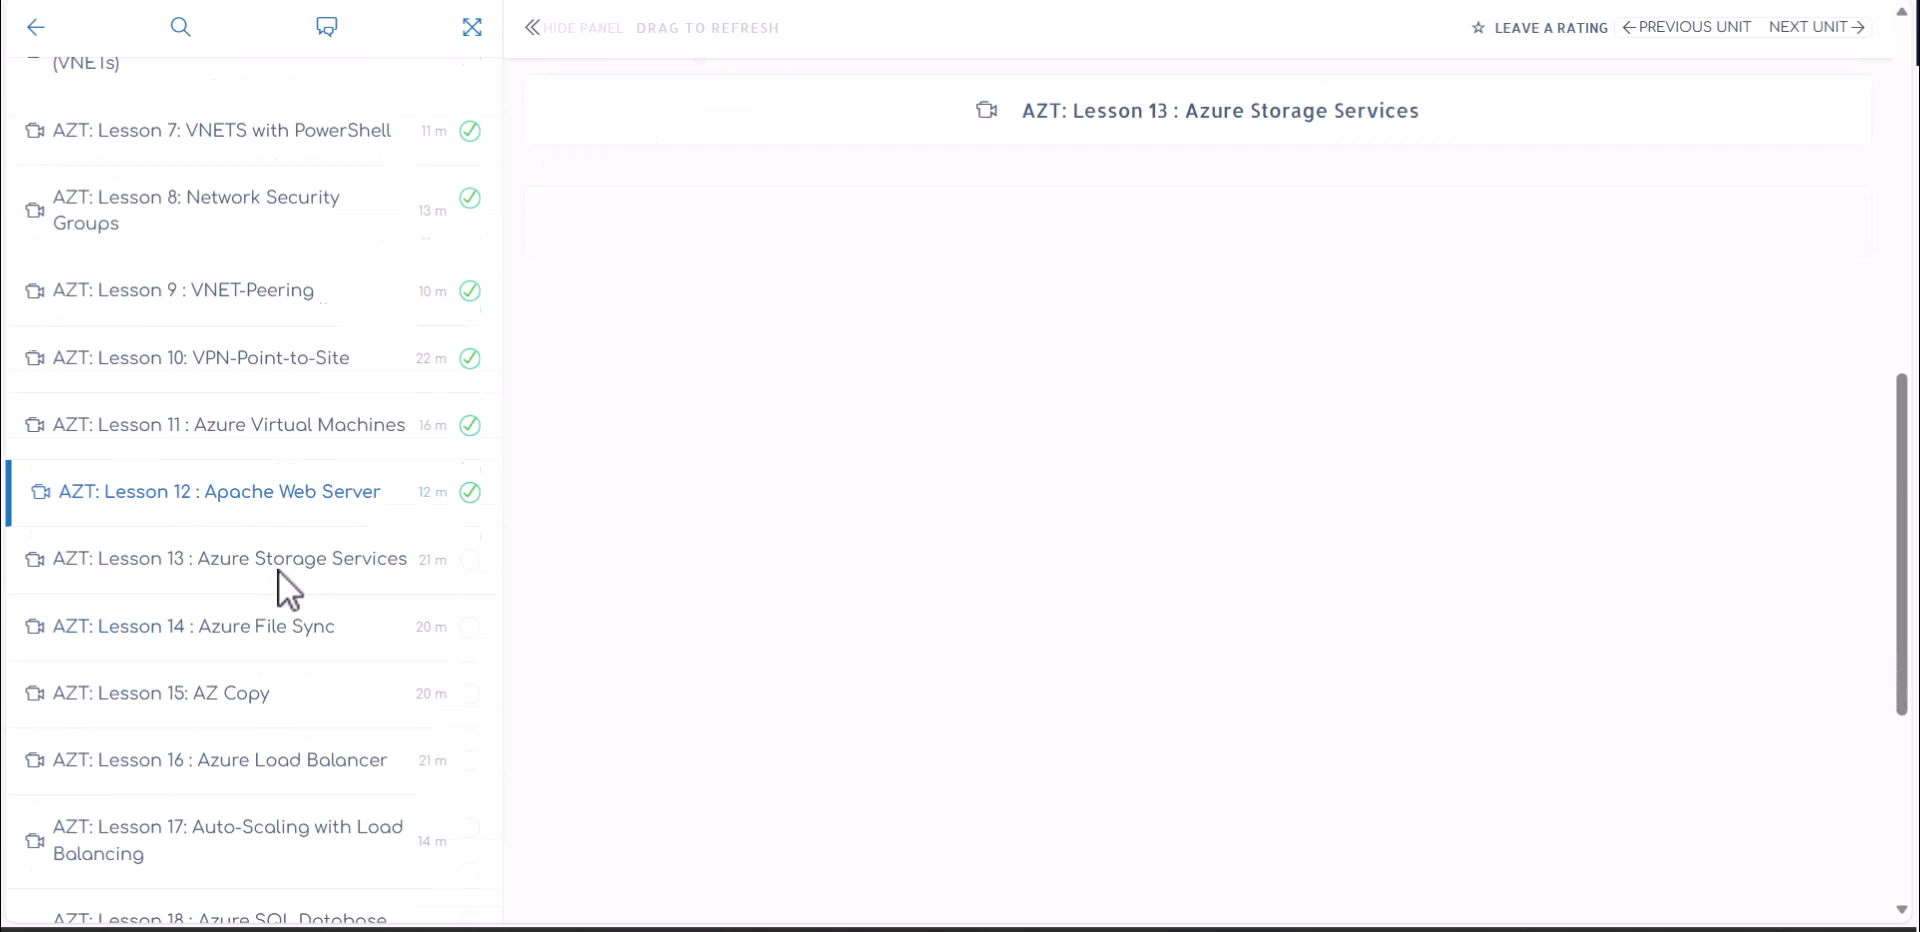 (VNETs)
AZT: Lesson 7: VNETS with PowerShell 11 m
AZT: Lesson 8: Network Security
Groups 13 m
AZT: Lesson 9 : VNET-Peering 10 m
AZT: Lesson 10: VPN-Point-to-Site 22 m
AZT: Lesson 11 : Azure Virtual Machines 16 m
AZT: Lesson 12 : Apache Web Server 12 m
AZT: Lesson 13 : Azure Storage Services 21 m
AZT: Lesson 14 : Azure File Sync 20 m
AZT: Lesson 15: AZ Copy 20 m
AZT: Lesson 16 : Azure Load Balancer 21 m
AZT: Lesson 17: Auto-Scaling with Load
Balancing 14 m
AZT: Lesson 18 : Azure SQL Database
HIDE PANEL DRAG TO REFRESH LEAVE A RATING PREVIOUS UNIT NEXT UNIT
AZT: Lesson 13 : Azure Storage Services